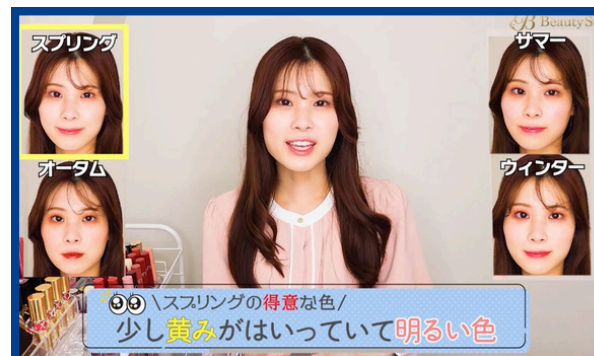 スプリング
B BeautyS
サマー
オータム
ウィンター
\スプリングの得意な色/
少し黄みがはいっていて明るい色